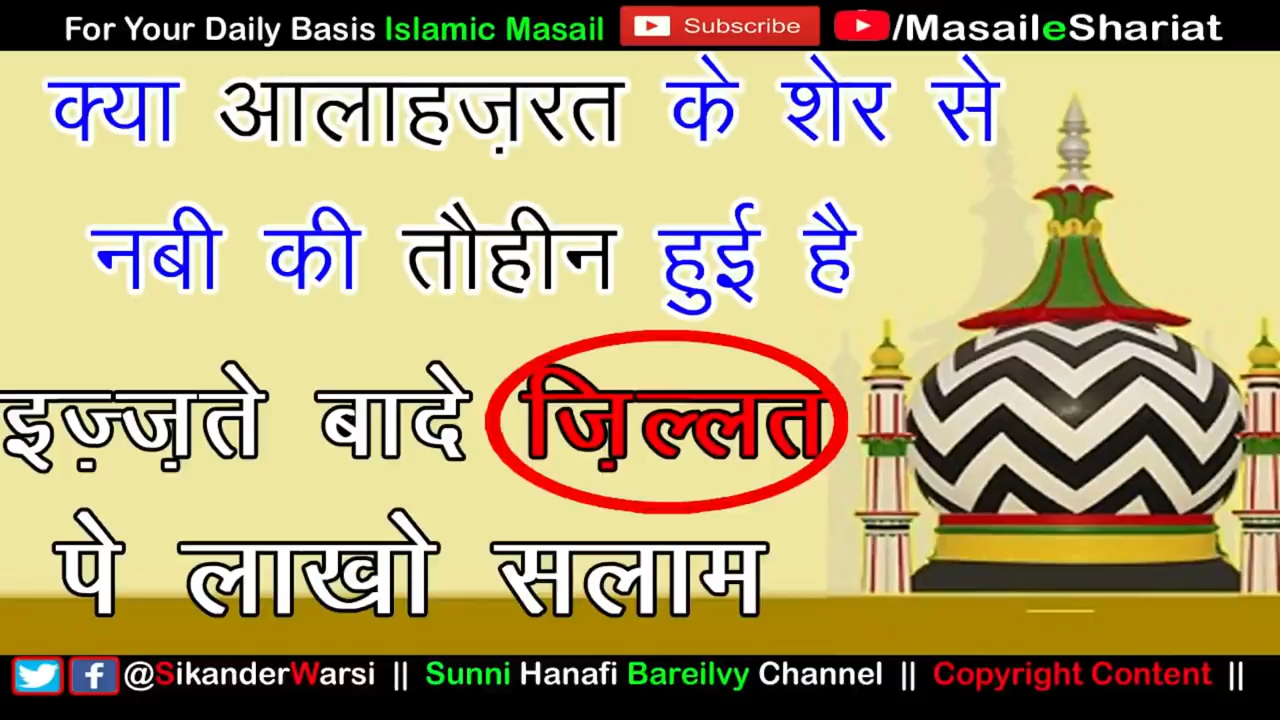 For Your Daily Basis Islamic Masail Subscribe /MasaileShariat
क्या आलाहज़रत के शेर से
नबी की तौहीन हुई है
इज़्ज़ते बादे ज़िल्लत
पे लाखो सलाम
@SikanderWarsi || Sunni Hanafi Bareilvy Channel || Copyright Content ||